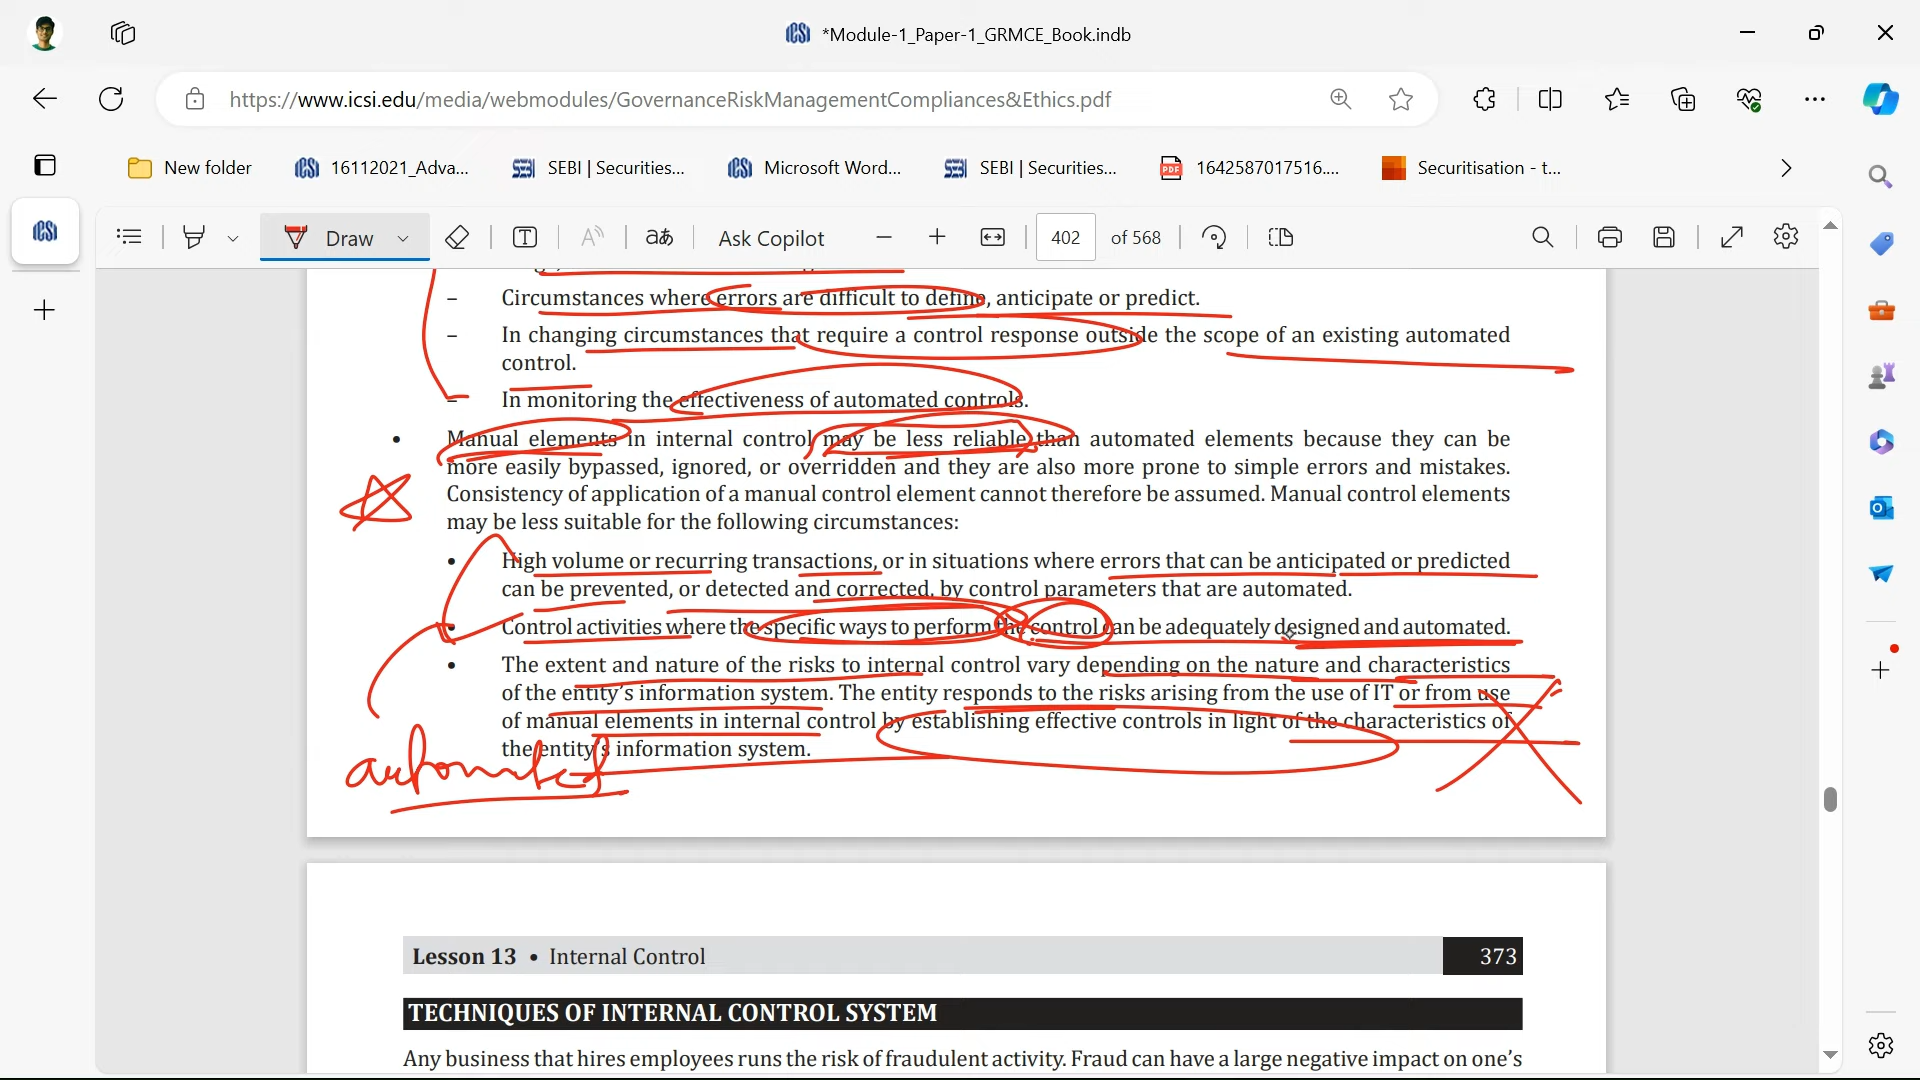 *Module-1_Paper-1_GRMCE_Book.indb
https://www.icsi.edu/media/webmodules/GovernanceRiskManagementCompliances&Ethics.pdf
New folder
16112021_Adva...
SEBI | Securities...
Microsoft Word...
SEBI | Securities...
1642587017516....
Securitisation - t...
Draw
Ask Copilot
402 of 568
– Circumstances where errors are difficult to define, anticipate or predict.
– In changing circumstances that require a control response outside the scope of an existing automated
control.
– In monitoring the effectiveness of automated controls.
• Manual elements in internal control may be less reliable than automated elements because they can be
more easily bypassed, ignored, or overridden and they are also more prone to simple errors and mistakes.
Consistency of application of a manual control element cannot therefore be assumed. Manual control elements
may be less suitable for the following circumstances:
• High volume or recurring transactions, or in situations where errors that can be anticipated or predicted
can be prevented, or detected and corrected, by control parameters that are automated.
• Control activities where the specific ways to perform the control can be adequately designed and automated.
• The extent and nature of the risks to internal control vary depending on the nature and characteristics
of the entity's information system. The entity responds to the risks arising from the use of IT or from use
of manual elements in internal control by establishing effective controls in light of the characteristics of
the entity's information system.
automated
Lesson 13 • Internal Control 373
TECHNIQUES OF INTERNAL CONTROL SYSTEM
Any business that hires employees runs the risk of fraudulent activity. Fraud can have a large negative impact on one's